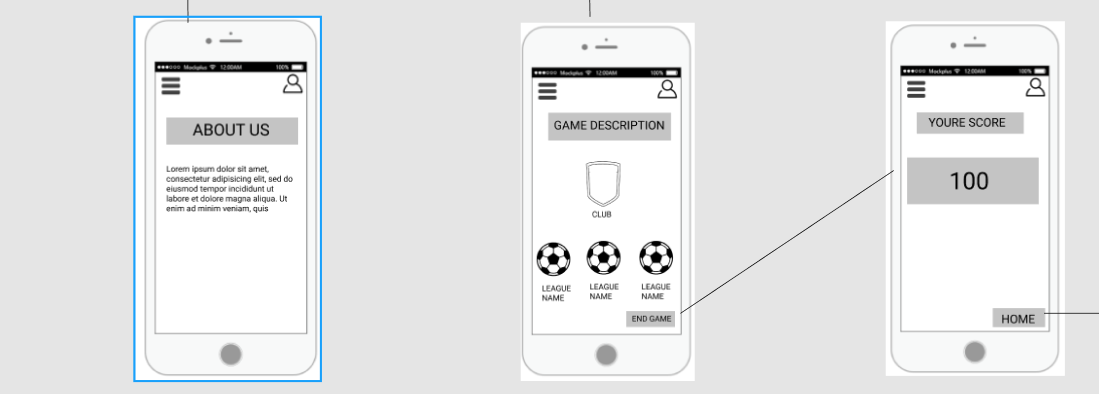 ●●●○○ Mockplus 12:00AM 100%
ABOUT US
Lorem ipsum dolor sit amet,
consectetur adipisicing elit, sed do
eiusmod tempor incididunt ut
labore et dolore magna aliqua. Ut
enim ad minim veniam, quis
Mockplus 12:00AM 100%
GAME DESCRIPTION
CLUB
LEAGUE
NAME
LEAGUE
NAME
LEAGUE
NAME
END GAME
Mockplus 12:00AM 100%
YOURE SCORE
100
HOME